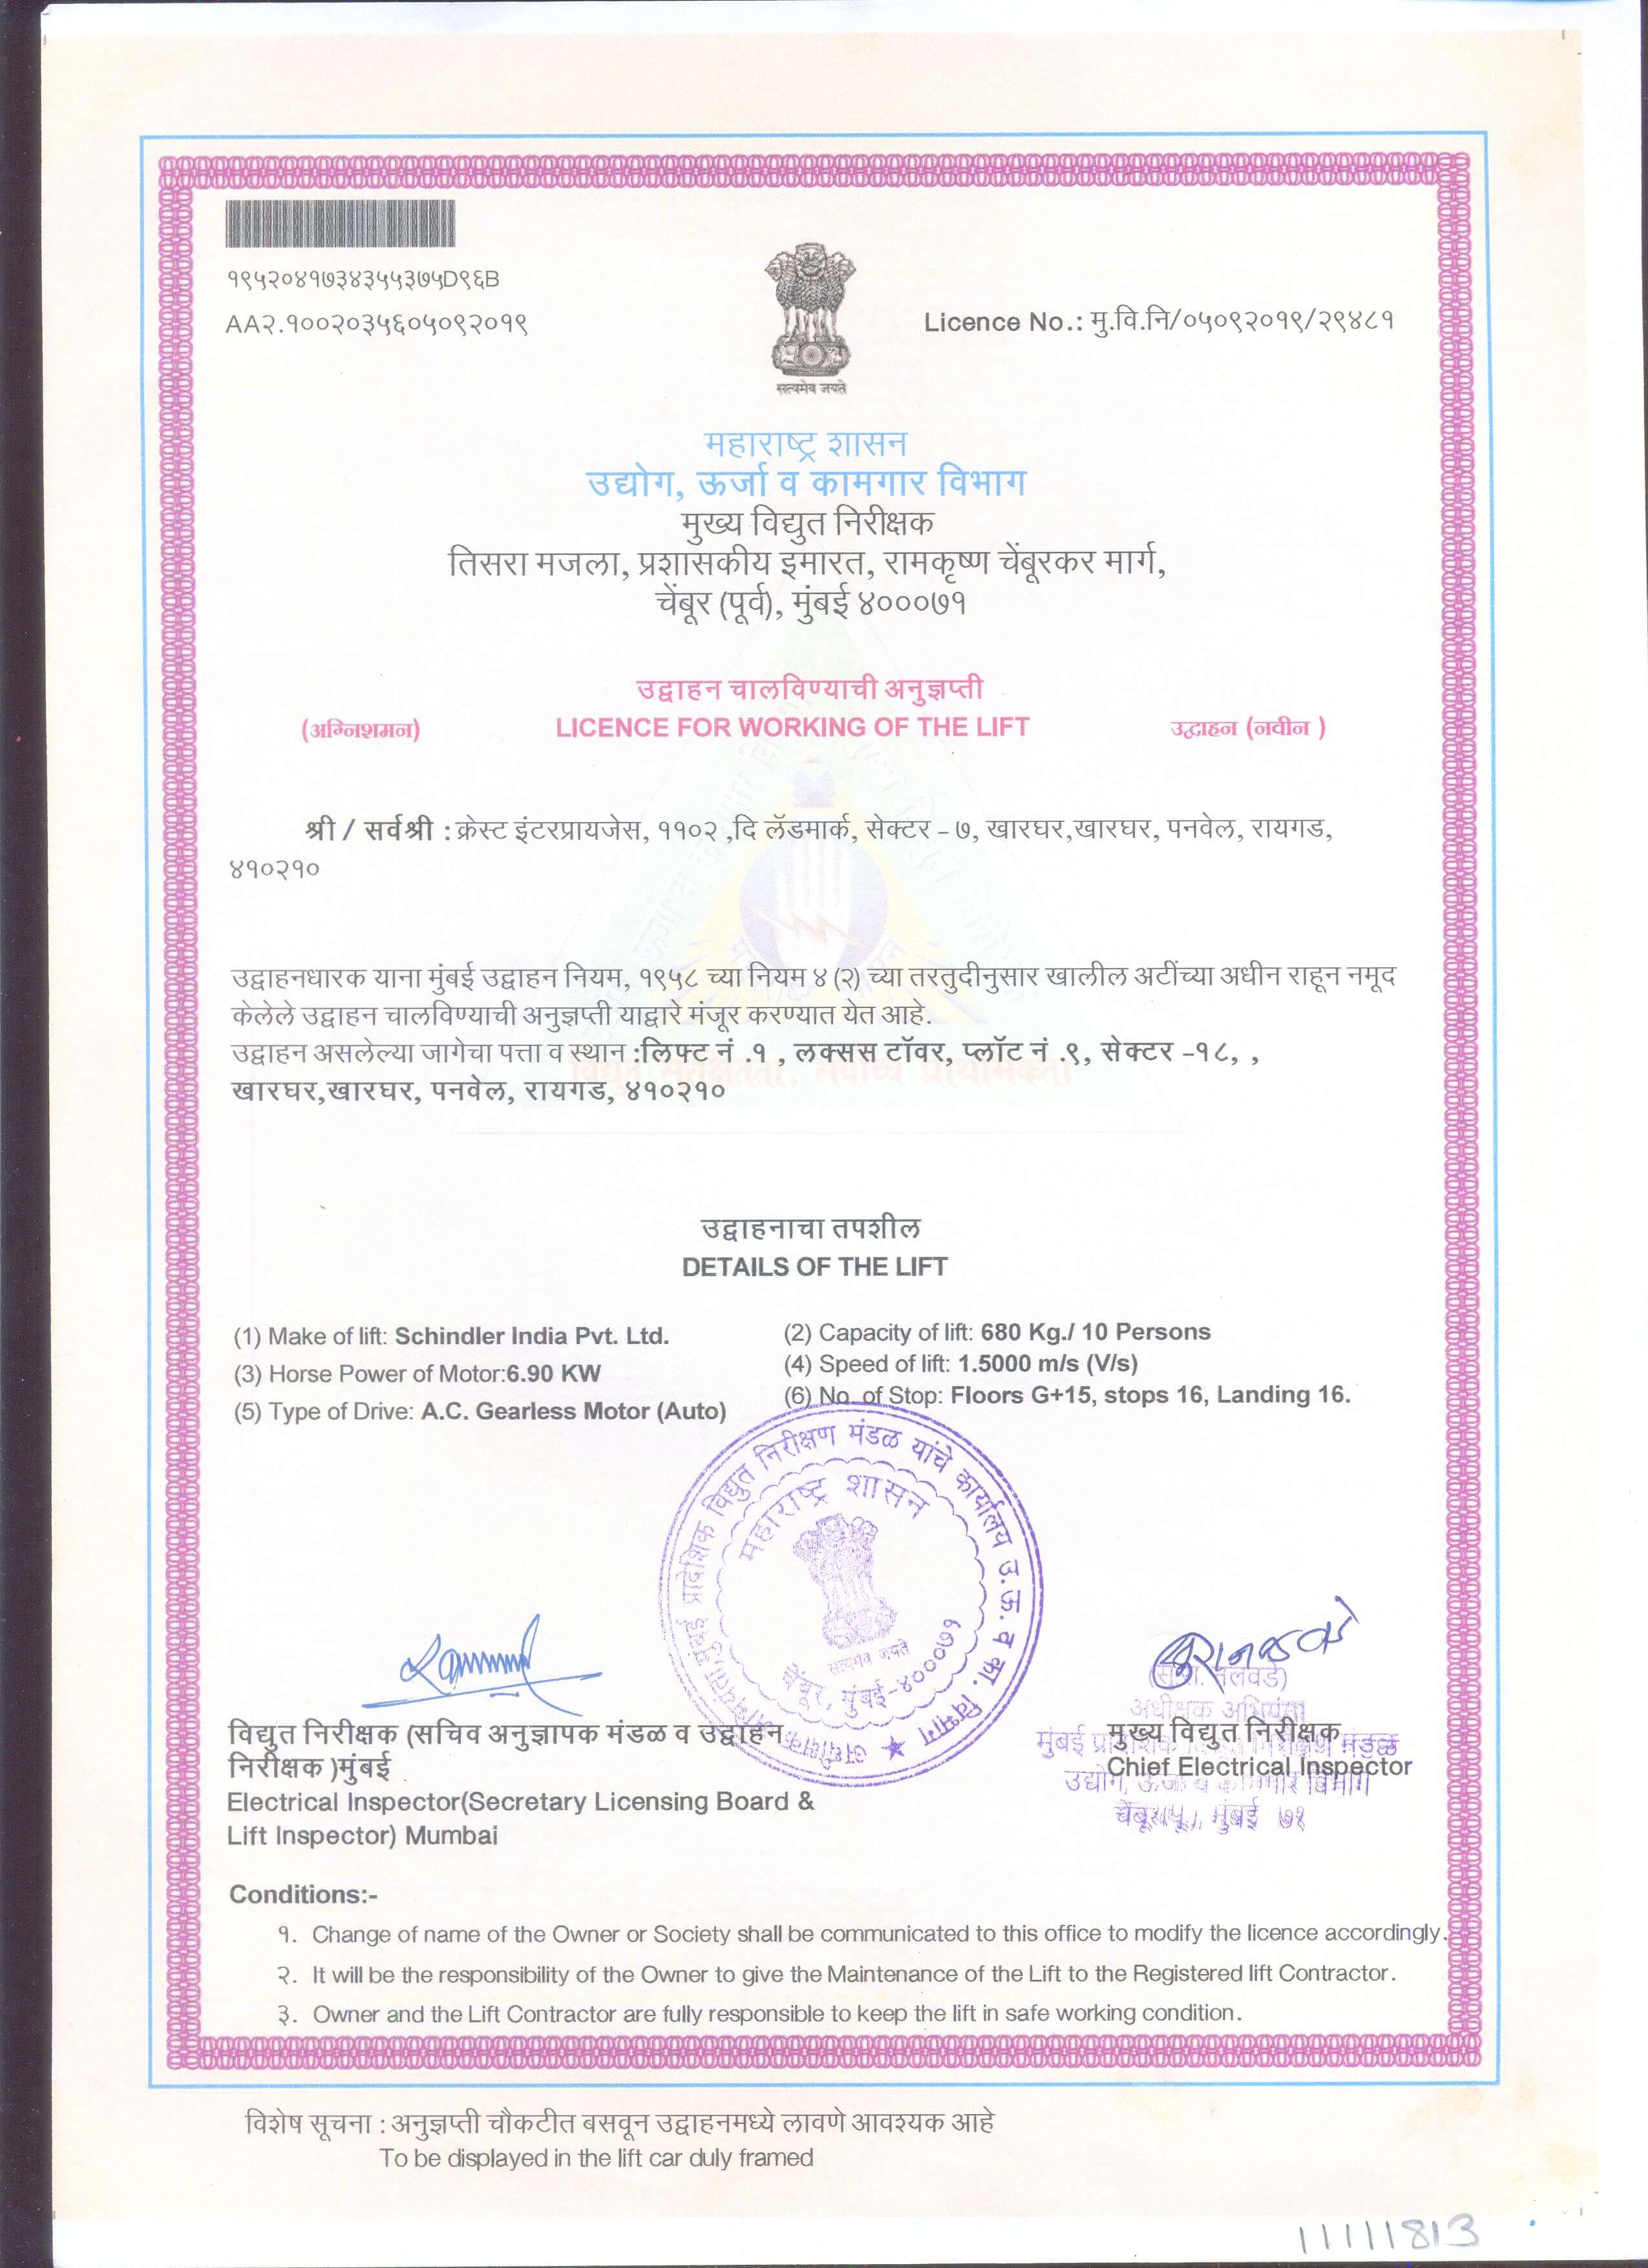 १९५२०४१७३४३५५३७५D९६B
AA२.१००२०३५६०५०९२०१९
Licence No.: मु.वि.नि/०५०९२०१९/२९४८१
सत्यमेव जयते
महाराष्ट्र शासन
उद्योग, ऊर्जा व कामगार विभाग
मुख्य विद्युत निरीक्षक
तिसरा मजला, प्रशासकीय इमारत, रामकृष्ण चेंबूरकर मार्ग,
चेंबूर (पूर्व), मुंबई ४०००७१
उद्वाहन चालविण्याची अनुज्ञप्ती
(अग्निशमन) LICENCE FOR WORKING OF THE LIFT उद्वाहन (नवीन )
श्री / सर्वश्री : क्रेस्ट इंटरप्रायजेस, ११०२ ,दि लॅडमार्क, सेक्टर - ७, खारघर,खारघर, पनवेल, रायगड,
४१०२१०
उद्वाहनधारक याना मुंबई उद्वाहन नियम, १९५८ च्या नियम ४ (२) च्या तरतुदीनुसार खालील अटींच्या अधीन राहून नमूद
केलेले उद्वाहन चालविण्याची अनुज्ञप्ती याद्वारे मंजूर करण्यात येत आहे.
उद्वाहन असलेल्या जागेचा पत्ता व स्थान :लिफ्ट नं .१ , लक्सस टॉवर, प्लॉट नं .९, सेक्टर -१८, ,
खारघर,खारघर, पनवेल, रायगड, ४१०२१०
उद्वाहनाचा तपशील
DETAILS OF THE LIFT
(1) Make of lift: Schindler India Pvt. Ltd.
(2) Capacity of lift: 680 Kg./ 10 Persons
(3) Horse Power of Motor:6.90 KW
(4) Speed of lift: 1.5000 m/s (V/s)
(5) Type of Drive: A.C. Gearless Motor (Auto)
(6) No. of Stop: Floors G+15, stops 16, Landing 16.
प्रादेशिक विद्युत निरीक्षण मंडळ यांचे कार्यालय उ.ऊ. व का. विभाग
महाराष्ट्र शासन
सत्यमेव जयते
चेंबूर, मुंबई-४०००७१
अधीक्षक अभियंता
उद्योग, ऊर्जा व कामगार विभाग
मुंबई ७१
विद्युत निरीक्षक (सचिव अनुज्ञापक मंडळ व उद्वाहन
निरीक्षक )मुंबई
Electrical Inspector(Secretary Licensing Board &
Lift Inspector) Mumbai
मुख्य विद्युत निरीक्षक
Chief Electrical Inspector
Conditions:-
१. Change of name of the Owner or Society shall be communicated to this office to modify the licence accordingly.
२. It will be the responsibility of the Owner to give the Maintenance of the Lift to the Registered lift Contractor.
३. Owner and the Lift Contractor are fully responsible to keep the lift in safe working condition.
विशेष सूचना : अनुज्ञप्ती चौकटीत बसवून उद्वाहनमध्ये लावणे आवश्यक आहे
To be displayed in the lift car duly framed
11111813